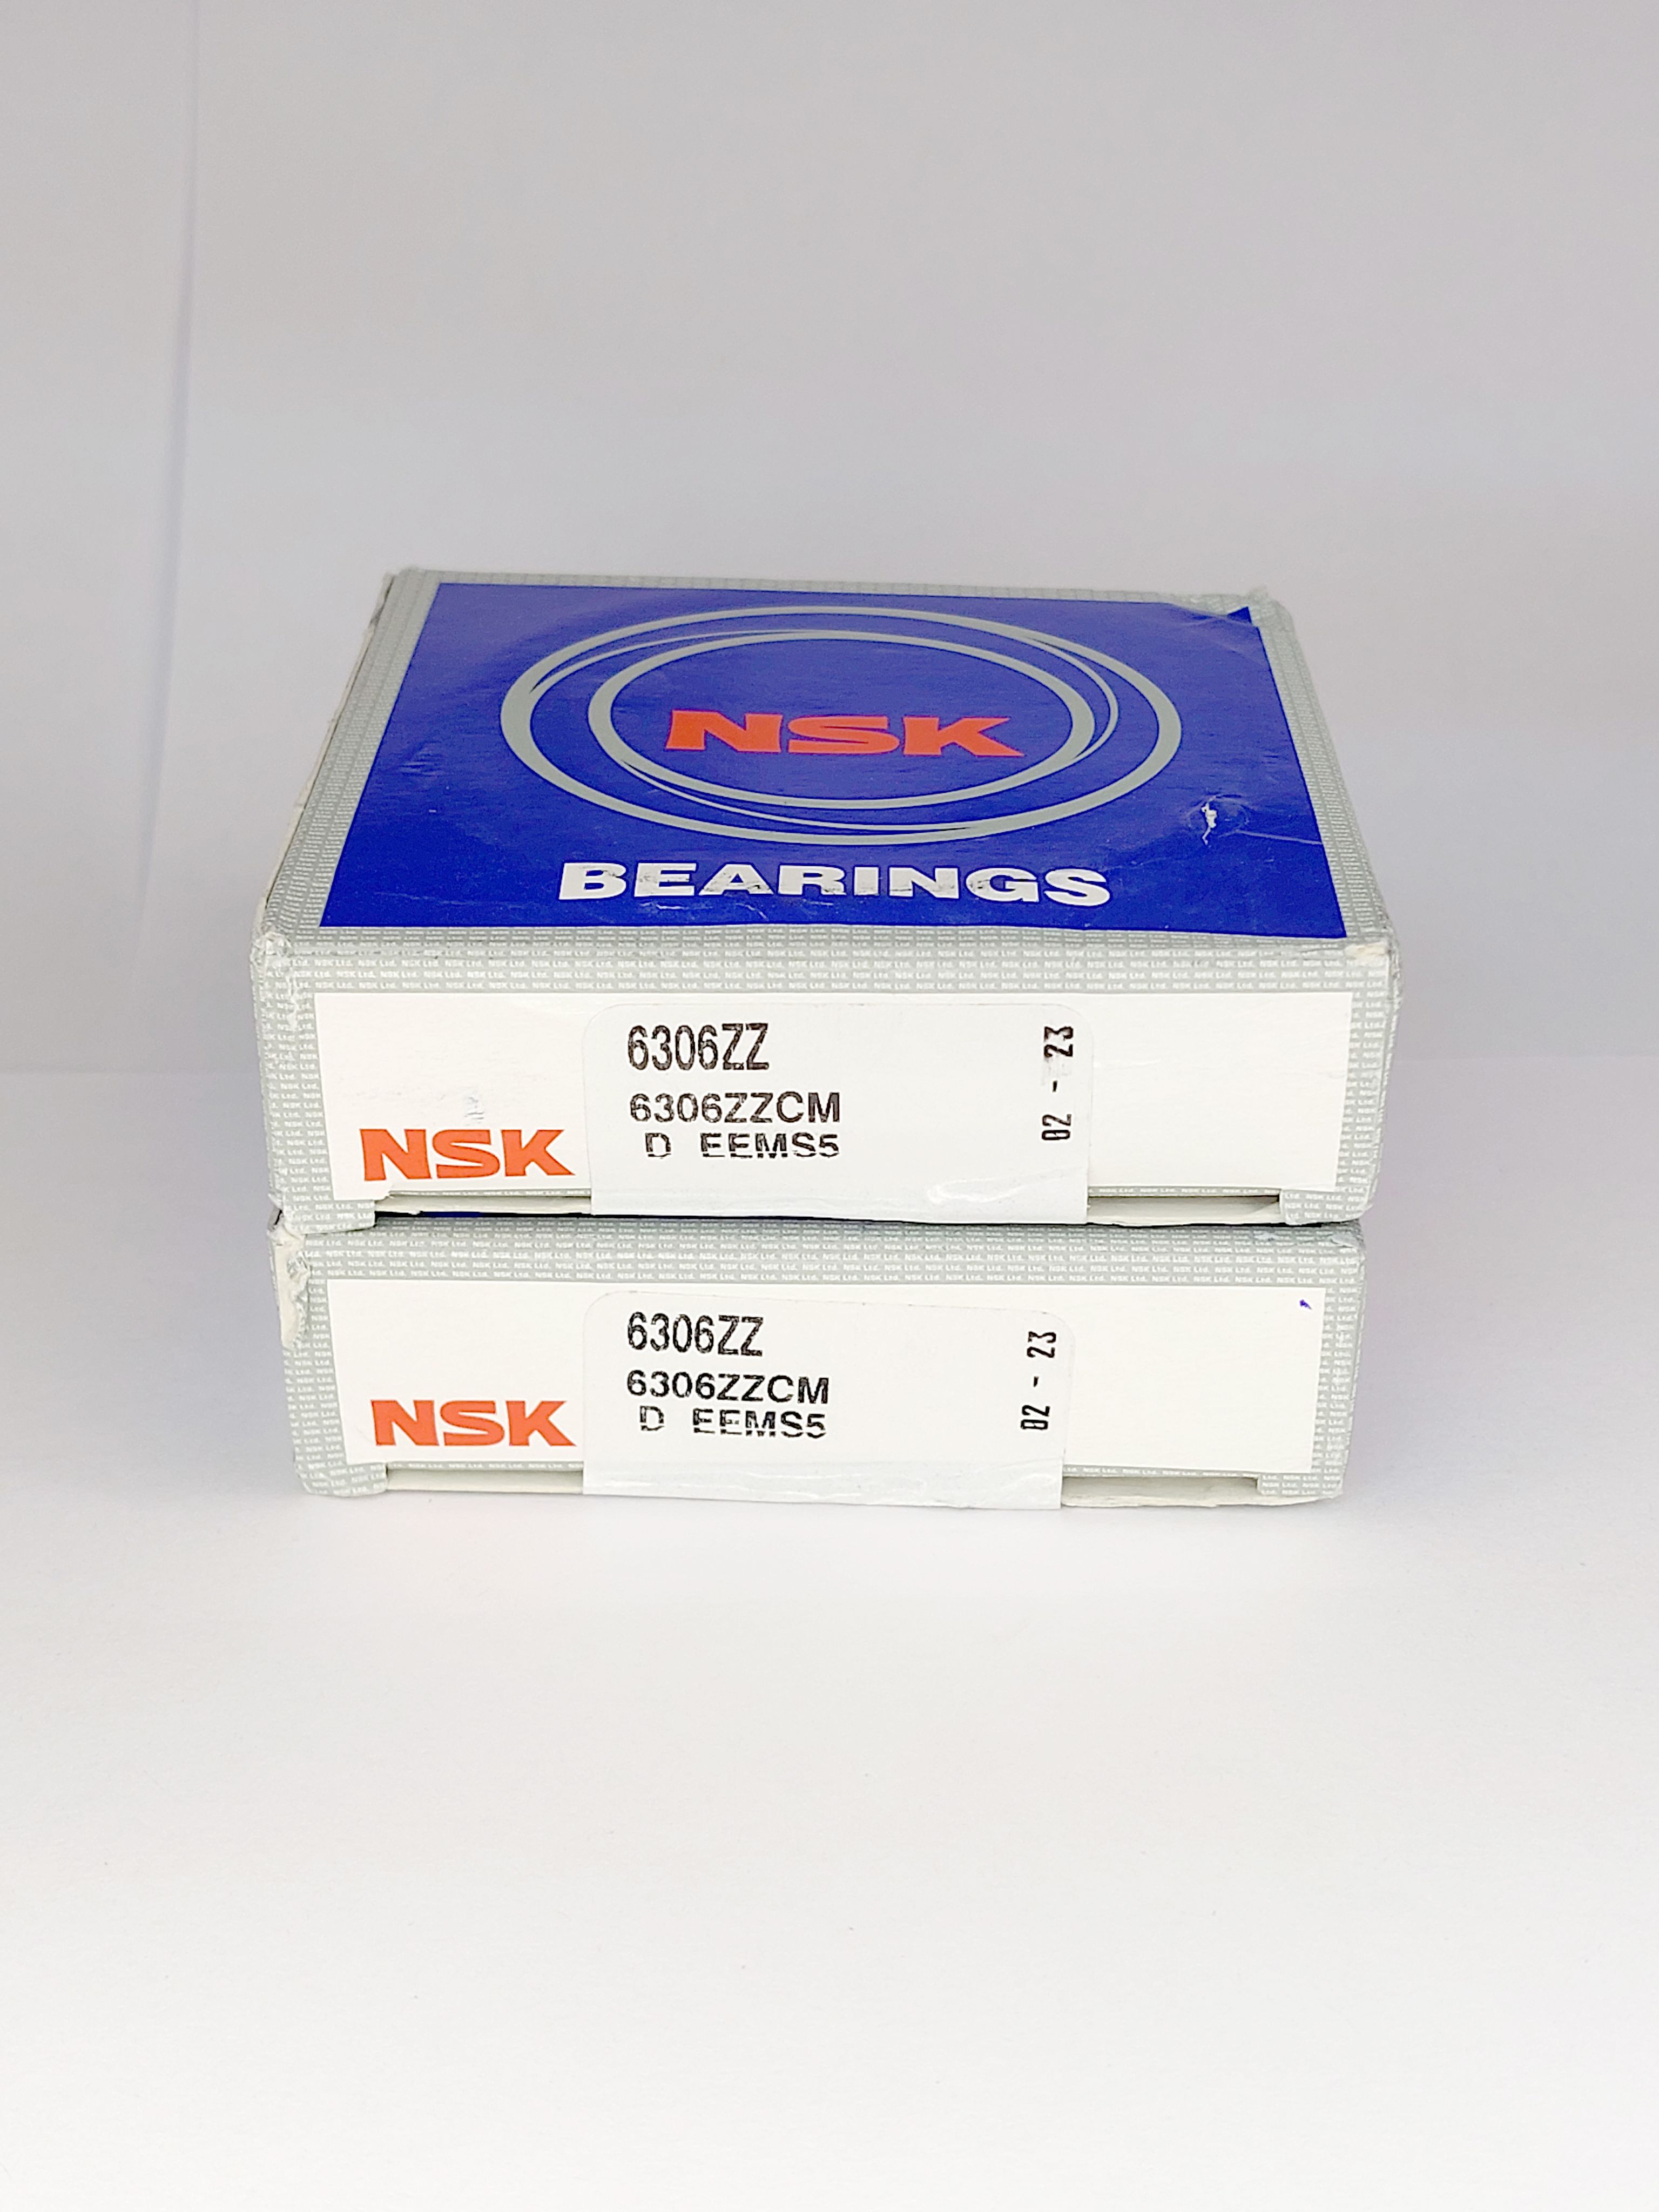 NSK
BEARINGS
6306ZZ
6306ZZCM
D EEMS5
02 - 23
NSK
6306ZZ
6306ZZCM
D EEMS5
02 - 23
NSK